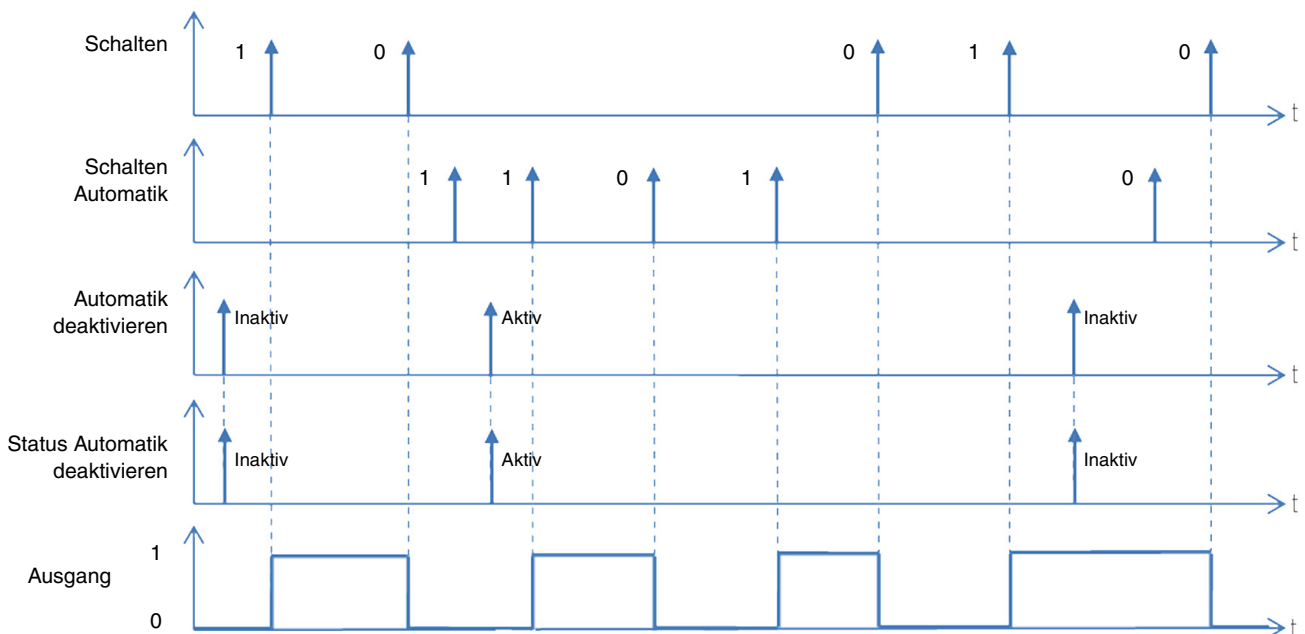 Schalten
1 0 0 1 0
t
Schalten
Automatik
1 1 0 1 0
t
Automatik
deaktivieren
Inaktiv Aktiv Inaktiv
t
Status Automatik
deaktivieren
Inaktiv Aktiv Inaktiv
t
1
Ausgang
0
t